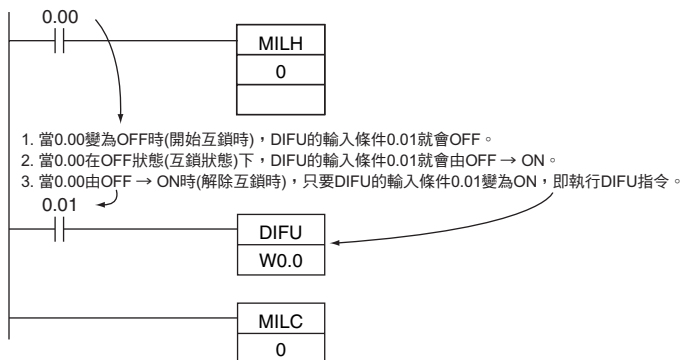 0.00
MILH
0
1. 當0.00變為OFF時(開始互鎖時)，DIFU的輸入條件0.01就會OFF。
2. 當0.00在OFF狀態(互鎖狀態)下，DIFU的輸入條件0.01就會由OFF → ON。
3. 當0.00由OFF → ON時(解除互鎖時)，只要DIFU的輸入條件0.01變為ON，即執行DIFU指令。
0.01
DIFU
W0.0
MILC
0